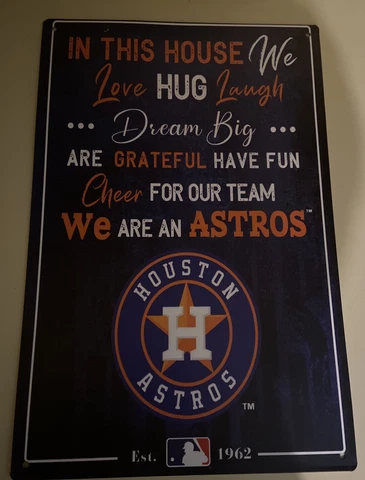 IN THIS HOUSE We
Love HUG Laugh
••• Dream Big •••
ARE GRATEFUL HAVE FUN
Cheer FOR OUR TEAM
We ARE AN ASTROS™
HOUSTON
H
ASTROS
TM
Est. 1962